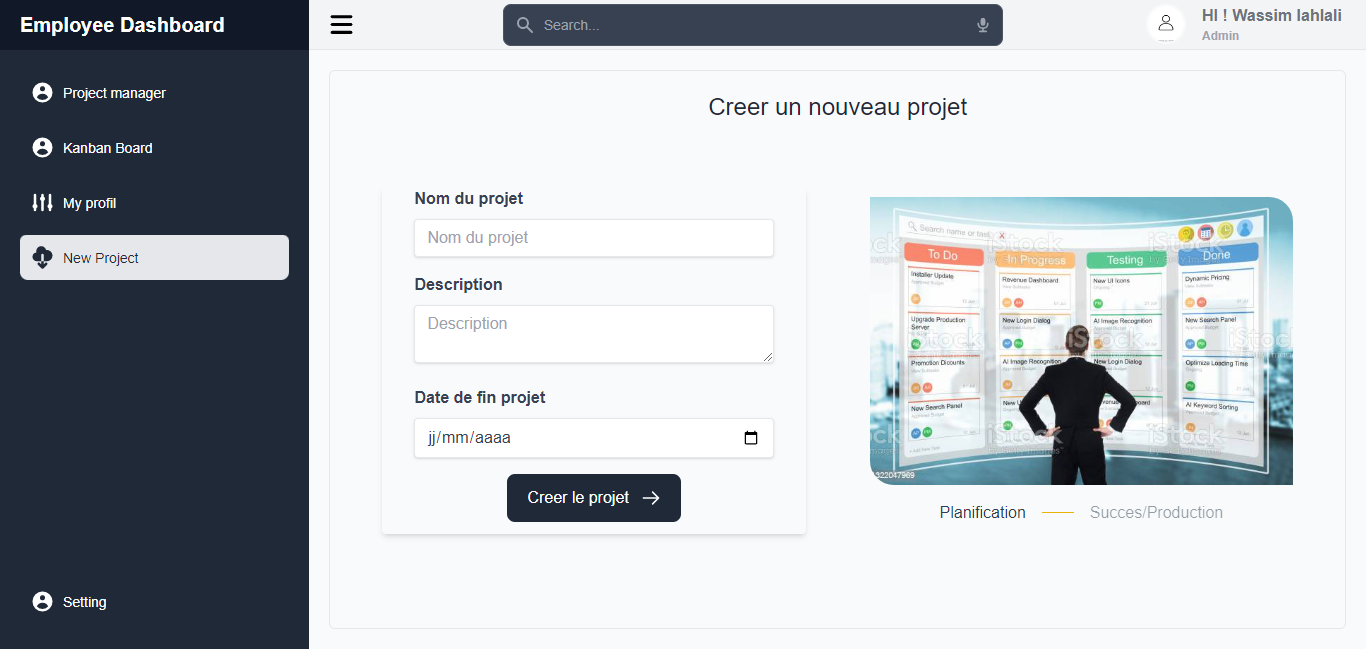 Employee Dashboard
Search...
HI ! Wassim lahlali
Admin
Project manager
Kanban Board
My profil
New Project
Setting
Creer un nouveau projet
Nom du projet
Nom du projet
Description
Description
Date de fin projet
jj/mm/aaaa
Creer le projet
Search name or task
To Do
In Progress
Testing
Done
Installer Update
Upgrade Production
Server
Promotion Dicounts
New Search Panel
Revenue Dashboard
New Login Dialog
AI Image Recognition
New UI Icons
AI Image Recognition
New Login Dialog
Dynamic Pricing
New Search Panel
Optimize Loading Time
AI Keyword Sorting
iStock
Planification
Succes/Production